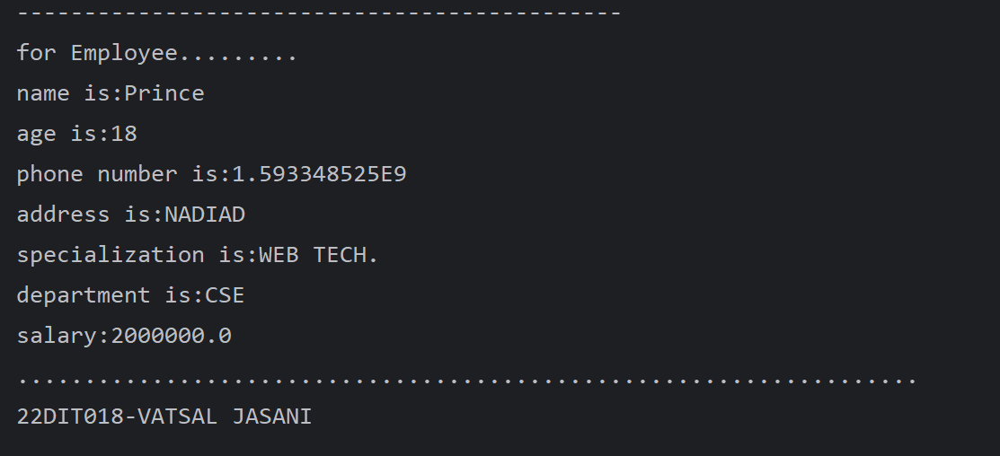 ---------------------------------------------
for Employee.........
name is:Prince
age is:18
phone number is:1.593348525E9
address is:NADIAD
specialization is:WEB TECH.
department is:CSE
salary:2000000.0
...................................................................
22DIT018-VATSAL JASANI